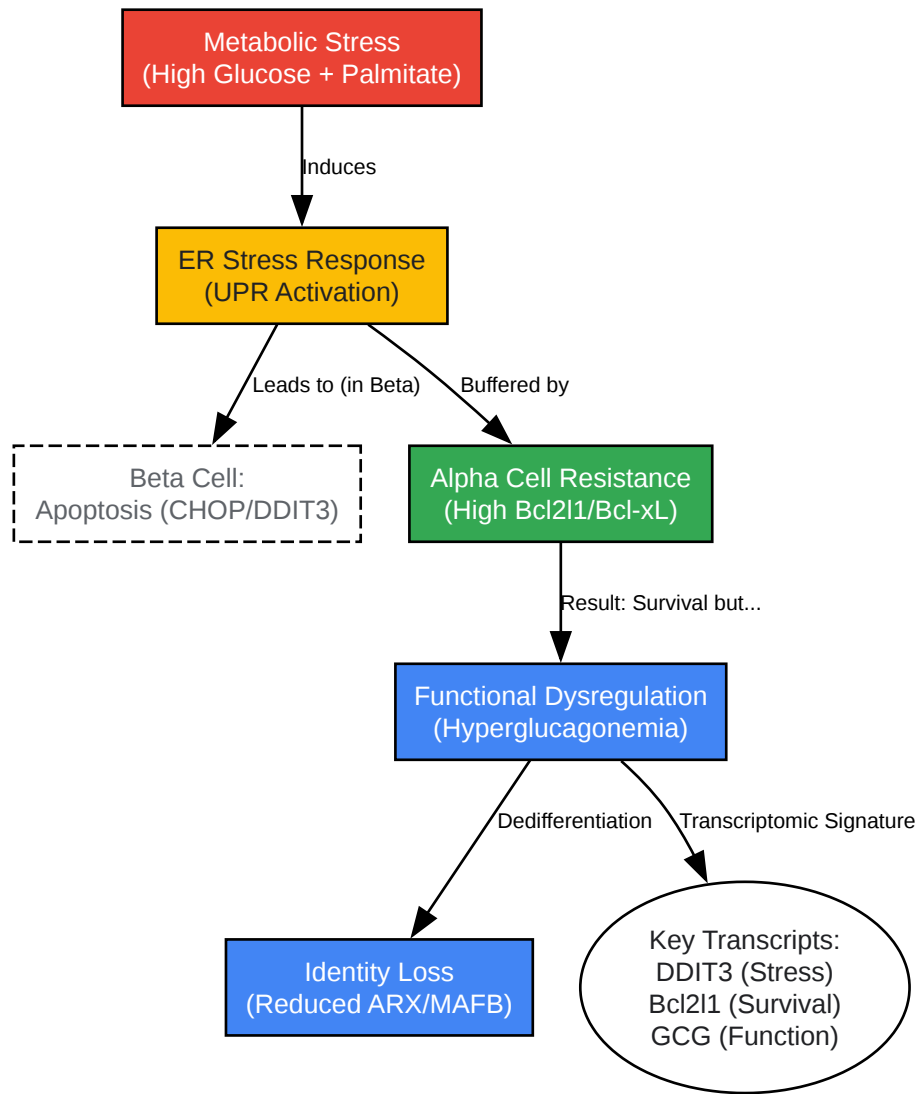 Metabolic Stress
(High Glucose + Palmitate)
Induces
ER Stress Response
(UPR Activation)
Leads to (in Beta)
Buffered by
Beta Cell:
Apoptosis (CHOP/DDIT3)
Alpha Cell Resistance
(High Bcl2l1/Bcl-xL)
Result: Survival but...
Functional Dysregulation
(Hyperglucagonemia)
Dedifferentiation
Transcriptomic Signature
Identity Loss
(Reduced ARX/MAFB)
Key Transcripts:
DDIT3 (Stress)
Bcl2l1 (Survival)
GCG (Function)